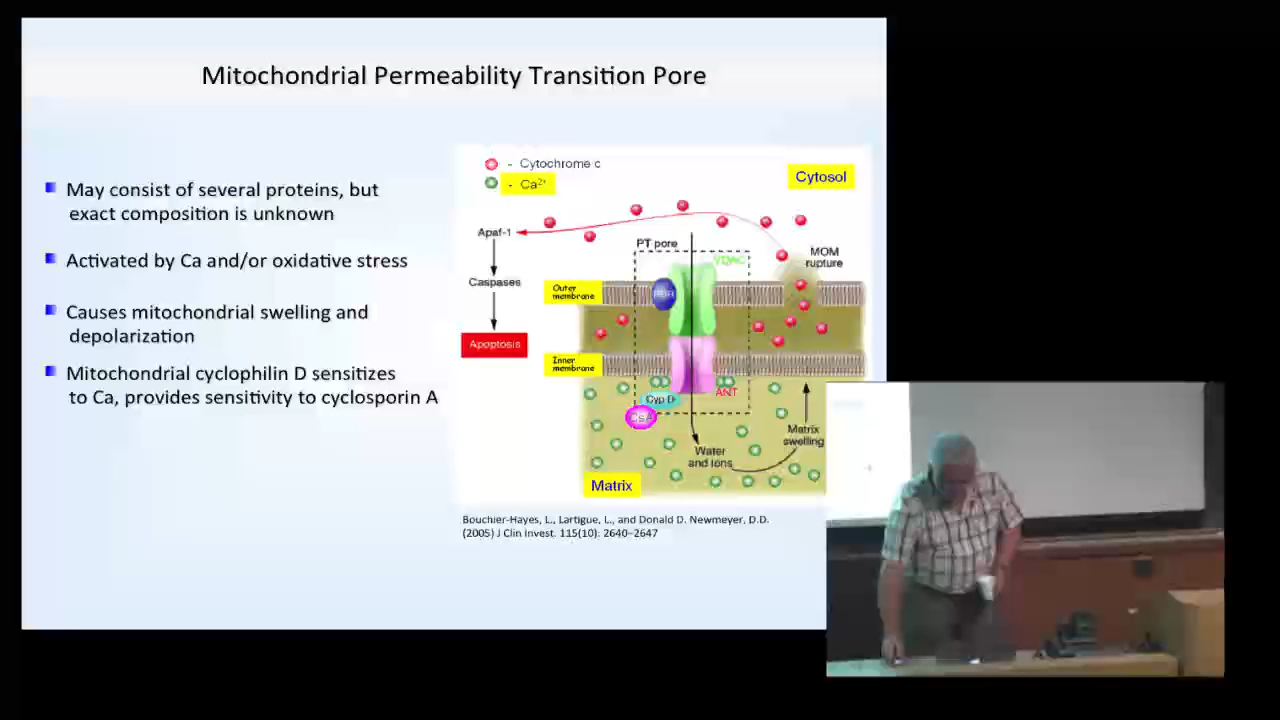 Mitochondrial Permeability Transition Pore
May consist of several proteins, but
exact composition is unknown
Activated by Ca and/or oxidative stress
Causes mitochondrial swelling and
depolarization
Mitochondrial cyclophilin D sensitizes
to Ca, provides sensitivity to cyclosporin A
- Cytochrome c
- Ca²⁺
Cytosol
Apaf-1
PT pore
VDAC
MOM
rupture
Caspases
Outer
membrane
PBR
Apoptosis
Inner
membrane
Cyp D
ANT
CsA
Matrix
swelling
Water
and ions
Matrix
Bouchier-Hayes, L., Lartigue, L., and Donald D. Newmeyer, D.D.
(2005) J Clin Invest. 115(10): 2640–2647